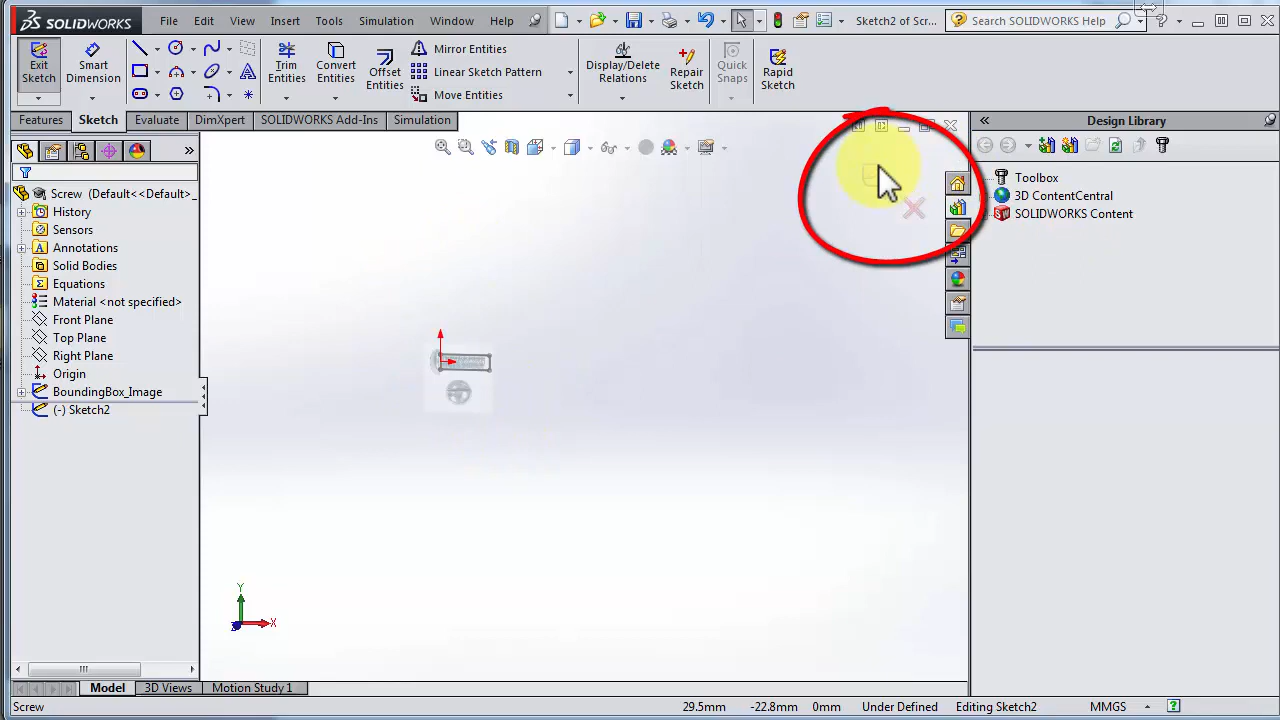 SOLIDWORKS File Edit View Insert Tools Simulation Window Help Sketch2 of Scr... Search SOLIDWORKS Help
Exit Sketch
Smart Dimension
Trim Entities
Convert Entities
Offset Entities
Mirror Entities
Linear Sketch Pattern
Move Entities
Display/Delete Relations
Repair Sketch
Quick Snaps
Rapid Sketch
Features Sketch Evaluate DimXpert SOLIDWORKS Add-Ins Simulation
Design Library
Toolbox
3D ContentCentral
SOLIDWORKS Content
Screw (Default<<Default>_
History
Sensors
Annotations
Solid Bodies
Equations
Material <not specified>
Front Plane
Top Plane
Right Plane
Origin
BoundingBox_Image
(-) Sketch2
Y
X
Z
Model 3D Views Motion Study 1
Screw 29.5mm -22.8mm 0mm Under Defined Editing Sketch2 MMGS